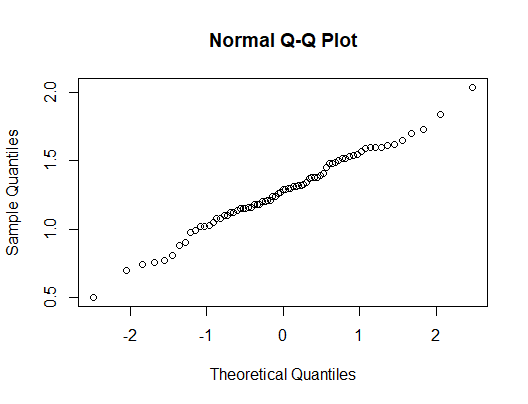 Normal Q-Q Plot
Sample Quantiles
2.0
1.5
1.0
0.5
-2 -1 0 1 2
Theoretical Quantiles